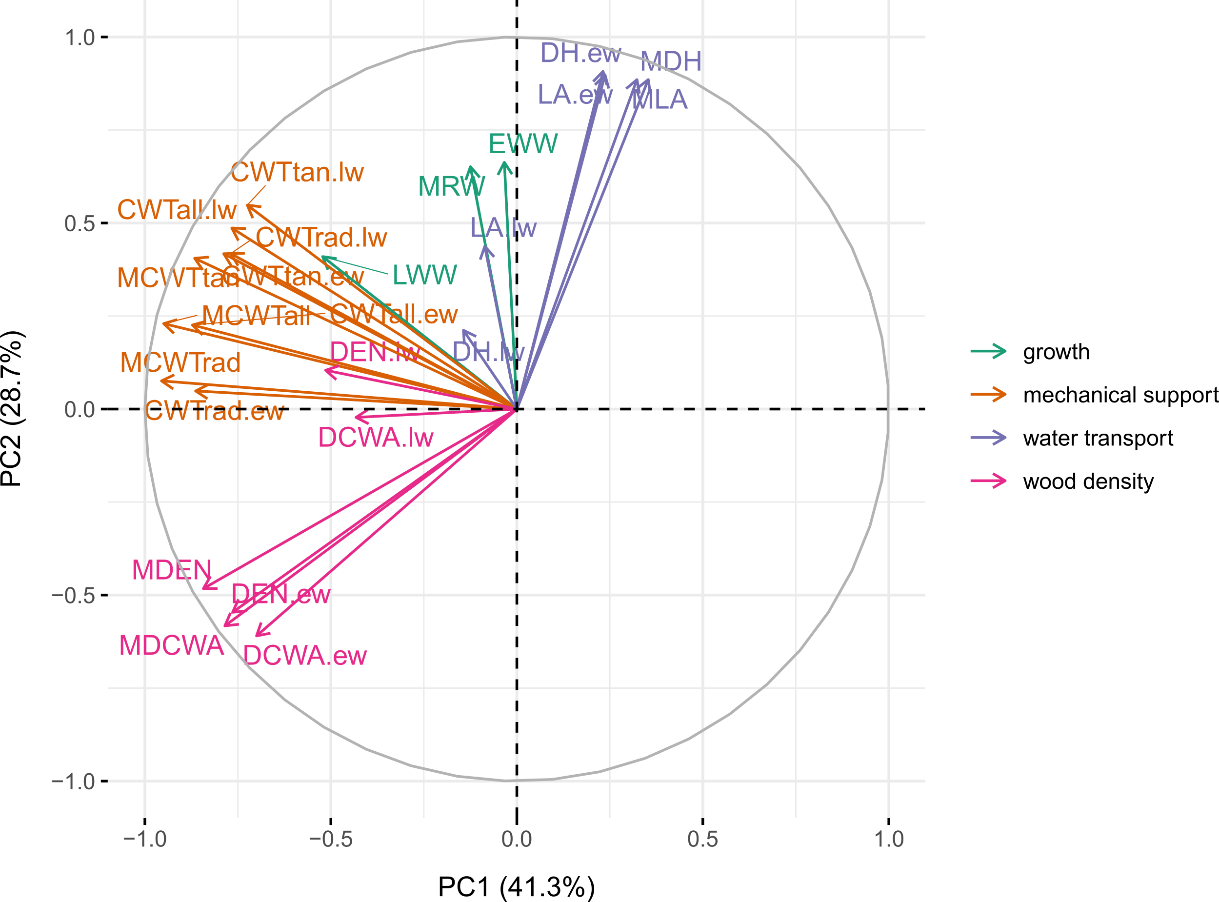 1.0
DH.ew
MDH
LA.ew
MLA
EWW
CWTtan.lw
MRW
CWTall.lw
0.5
LA.lw
CWTrad.lw
MCWTtan
CWTtan.ew
LWW
MCWTall
CWTall.ew
DEN.lw
DH.lw
MCWTrad
0.0
CWTrad.ew
DCWA.lw
PC2 (28.7%)
MDEN
−0.5
DEN.ew
MDCWA
DCWA.ew
−1.0
−1.0
−0.5
0.0
0.5
1.0
PC1 (41.3%)
growth
mechanical support
water transport
wood density